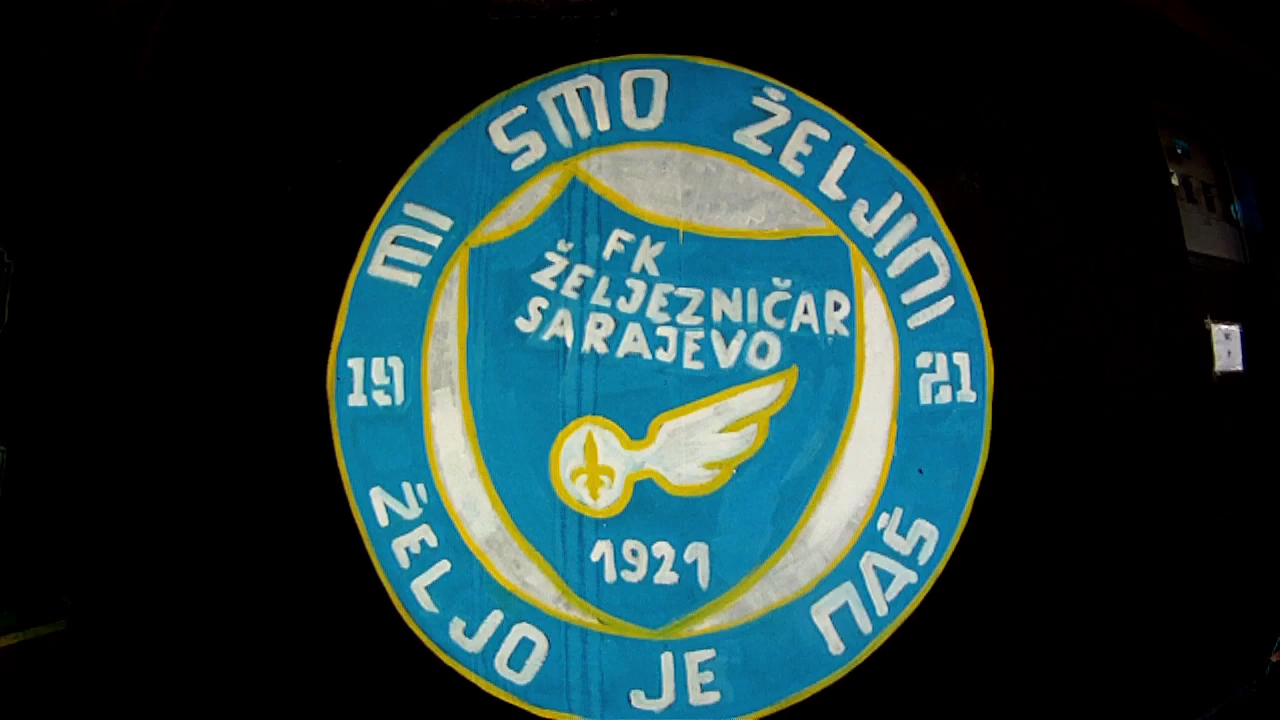 MI SMO ŽELJINI
FK
ŽELJEZNIČAR
SARAJEVO
19 21
1921
ŽELJO JE NAŠ